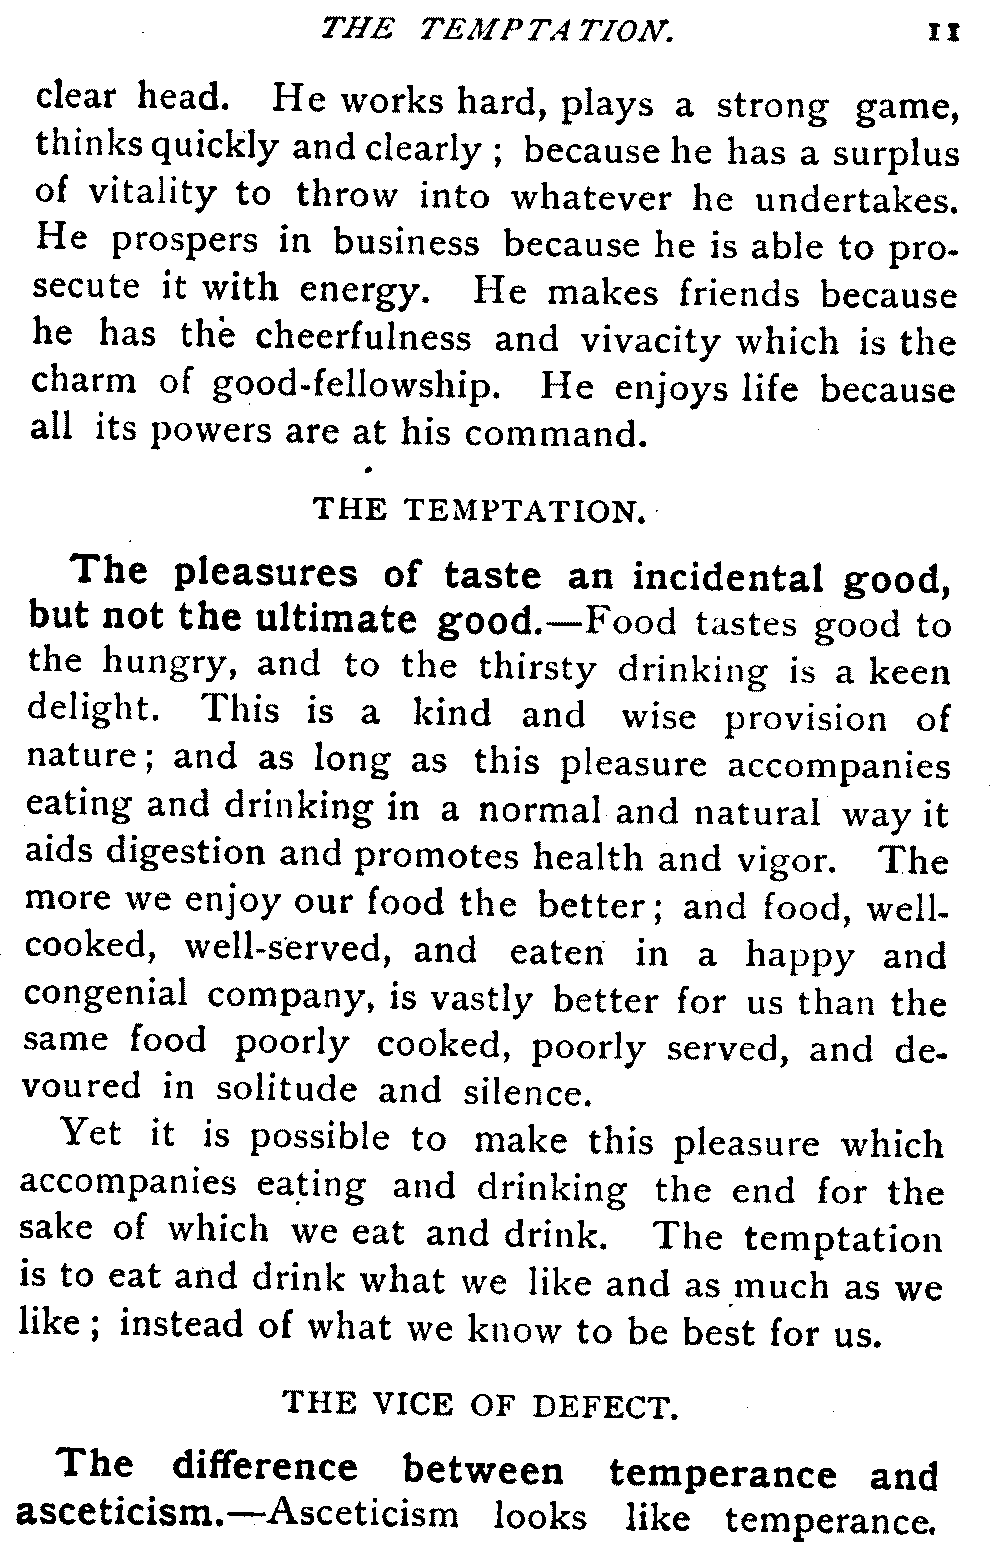 THE TEMPTATION. 11
clear head. He works hard, plays a strong game,
thinks quickly and clearly ; because he has a surplus
of vitality to throw into whatever he undertakes.
He prospers in business because he is able to pro-
secute it with energy. He makes friends because
he has the cheerfulness and vivacity which is the
charm of good-fellowship. He enjoys life because
all its powers are at his command.
THE TEMPTATION.
The pleasures of taste an incidental good,
but not the ultimate good.—Food tastes good to
the hungry, and to the thirsty drinking is a keen
delight. This is a kind and wise provision of
nature ; and as long as this pleasure accompanies
eating and drinking in a normal and natural way it
aids digestion and promotes health and vigor. The
more we enjoy our food the better ; and food, well-
cooked, well-served, and eaten in a happy and
congenial company, is vastly better for us than the
same food poorly cooked, poorly served, and de-
voured in solitude and silence.
Yet it is possible to make this pleasure which
accompanies eating and drinking the end for the
sake of which we eat and drink. The temptation
is to eat and drink what we like and as much as we
like ; instead of what we know to be best for us.
THE VICE OF DEFECT.
The difference between temperance and
asceticism.—Asceticism looks like temperance.